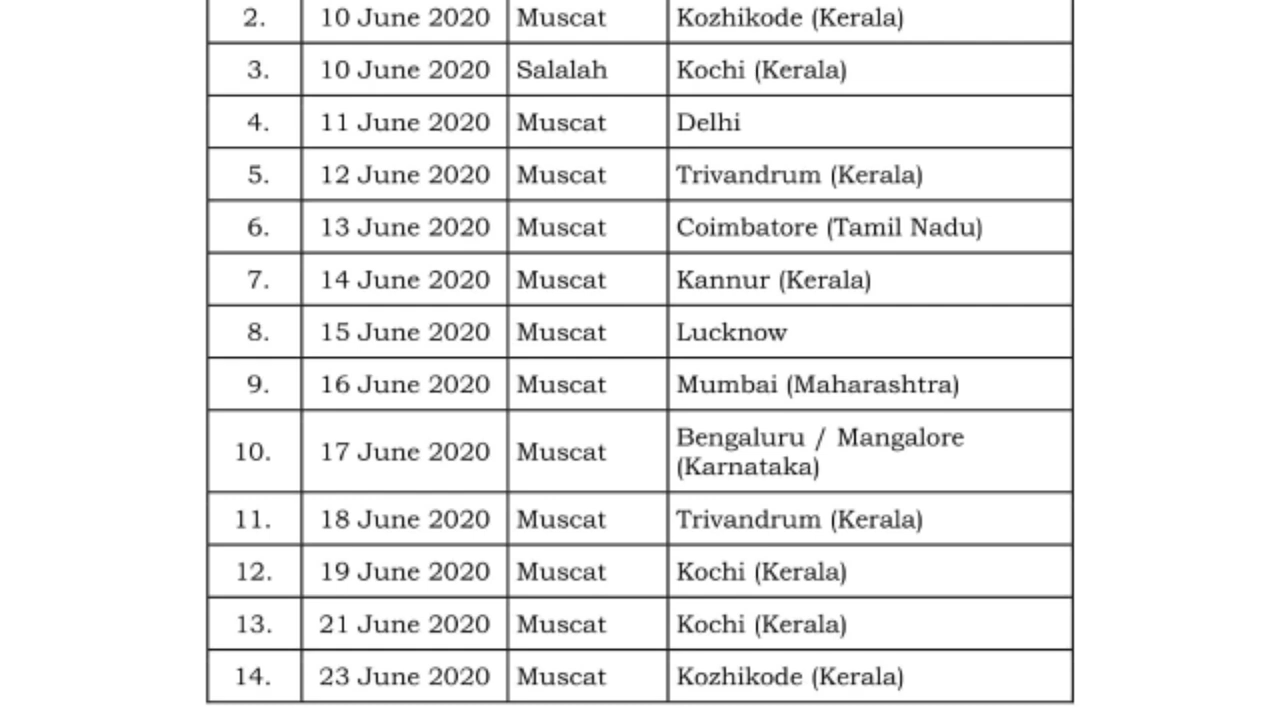 2. 10 June 2020 Muscat Kozhikode (Kerala)
3. 10 June 2020 Salalah Kochi (Kerala)
4. 11 June 2020 Muscat Delhi
5. 12 June 2020 Muscat Trivandrum (Kerala)
6. 13 June 2020 Muscat Coimbatore (Tamil Nadu)
7. 14 June 2020 Muscat Kannur (Kerala)
8. 15 June 2020 Muscat Lucknow
9. 16 June 2020 Muscat Mumbai (Maharashtra)
10. 17 June 2020 Muscat Bengaluru / Mangalore
(Karnataka)
11. 18 June 2020 Muscat Trivandrum (Kerala)
12. 19 June 2020 Muscat Kochi (Kerala)
13. 21 June 2020 Muscat Kochi (Kerala)
14. 23 June 2020 Muscat Kozhikode (Kerala)